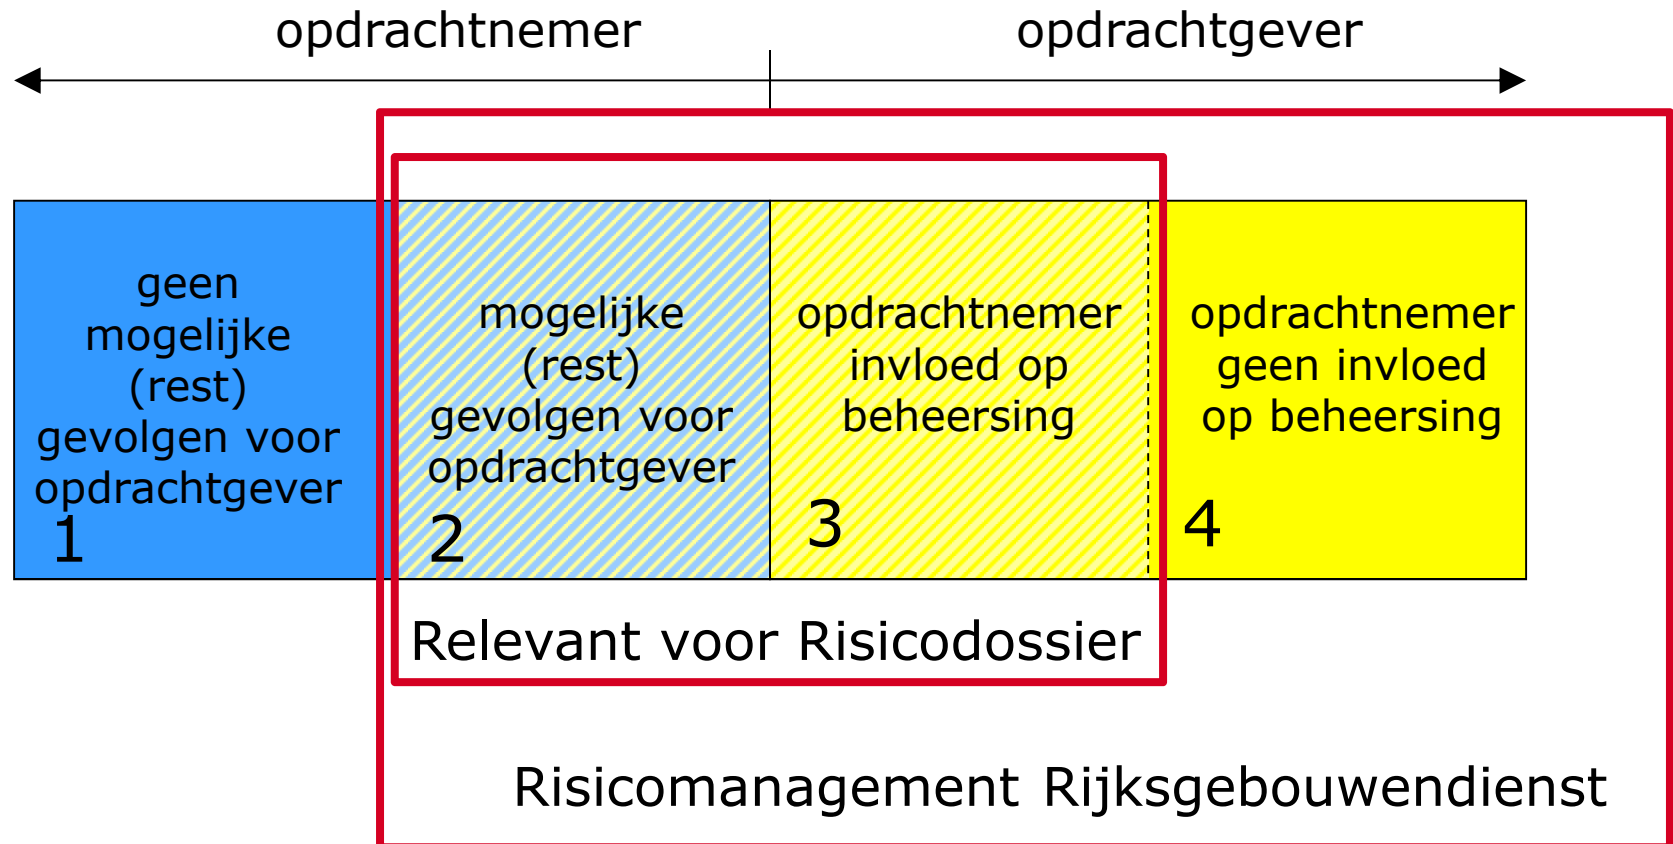 opdrachtnemer
opdrachtgever
geen
mogelijke
(rest)
gevolgen voor
opdrachtgever
1
mogelijke
(rest)
gevolgen voor
opdrachtgever
2
opdrachtnemer
invloed op
beheersing
3
opdrachtnemer
geen invloed
op beheersing
4
Relevant voor Risicodossier
Risicomanagement Rijksgebouwendienst